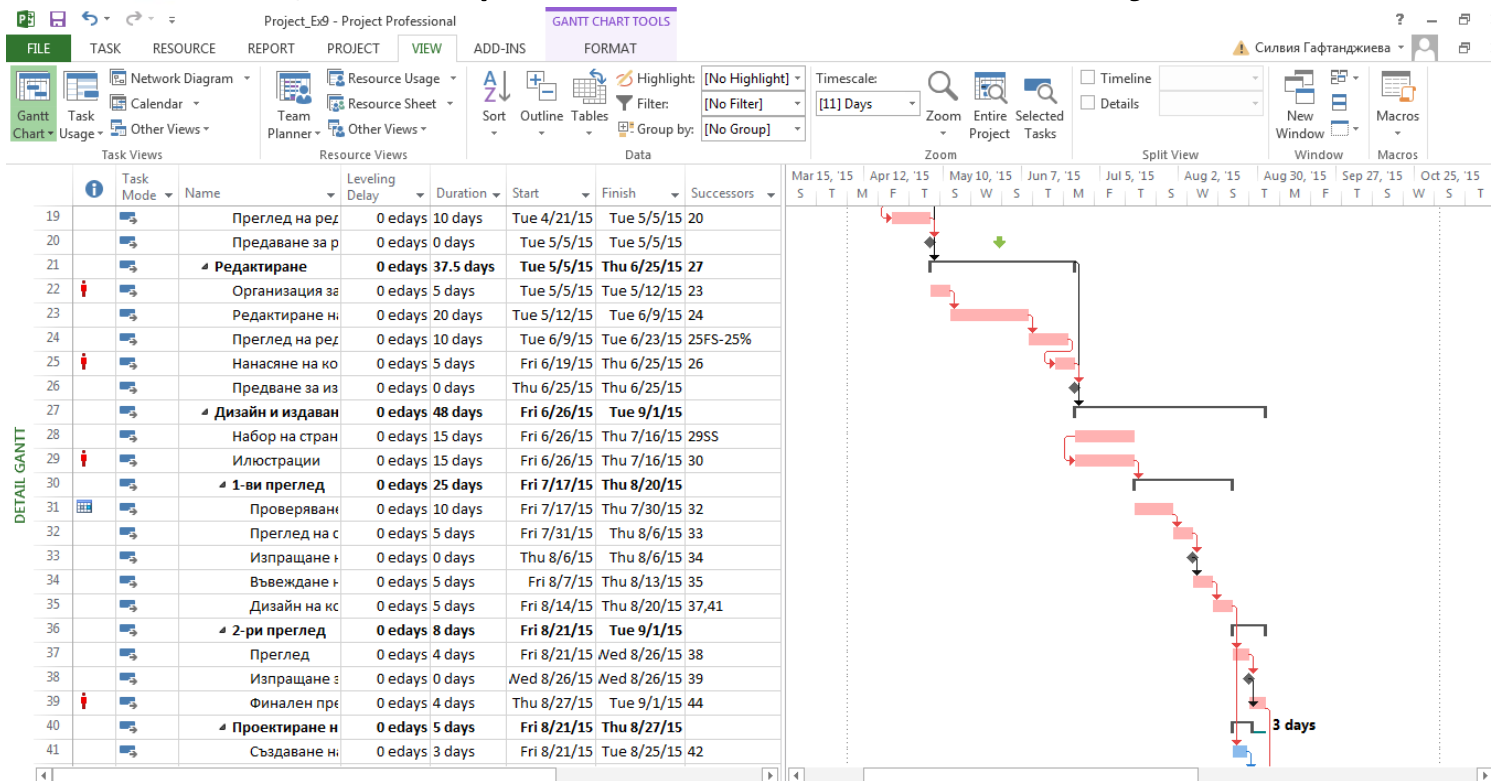 Project_Ex9 - Project Professional
GANTT CHART TOOLS
?
FILE TASK RESOURCE REPORT PROJECT VIEW ADD-INS FORMAT
Силвия Гафтанджиева
Gantt Chart
Task Usage
Network Diagram
Calendar
Other Views
Task Views
Team Planner
Resource Usage
Resource Sheet
Other Views
Resource Views
Sort
Outline
Tables
Highlight: [No Highlight]
Filter: [No Filter]
Group by: [No Group]
Data
Timescale:
[11] Days
Zoom
Entire Project
Selected Tasks
Zoom
Timeline
Details
Split View
New Window
Window
Macros
Macros
DETAIL GANTT
Task Mode Name Leveling Delay Duration Start Finish Successors
Mar 15, '15 Apr 12, '15 May 10, '15 Jun 7, '15 Jul 5, '15 Aug 2, '15 Aug 30, '15 Sep 27, '15 Oct 25, '15
S T M F T S W S T M F T S W S T M F T S W S T
19 Преглед на ред 0 edays 10 days Tue 4/21/15 Tue 5/5/15 20
20 Предаване за р 0 edays 0 days Tue 5/5/15 Tue 5/5/15
21 Редактиране 0 edays 37.5 days Tue 5/5/15 Thu 6/25/15 27
22 Организация за 0 edays 5 days Tue 5/5/15 Tue 5/12/15 23
23 Редактиране на 0 edays 20 days Tue 5/12/15 Tue 6/9/15 24
24 Преглед на ред 0 edays 10 days Tue 6/9/15 Tue 6/23/15 25FS-25%
25 Нанасяне на ко 0 edays 5 days Fri 6/19/15 Thu 6/25/15 26
26 Предване за из 0 edays 0 days Thu 6/25/15 Thu 6/25/15
27 Дизайн и издаван 0 edays 48 days Fri 6/26/15 Tue 9/1/15
28 Набор на стран 0 edays 15 days Fri 6/26/15 Thu 7/16/15 29SS
29 Илюстрации 0 edays 15 days Fri 6/26/15 Thu 7/16/15 30
30 1-ви преглед 0 edays 25 days Fri 7/17/15 Thu 8/20/15
31 Проверяване 0 edays 10 days Fri 7/17/15 Thu 7/30/15 32
32 Преглед на с 0 edays 5 days Fri 7/31/15 Thu 8/6/15 33
33 Изпращане н 0 edays 0 days Thu 8/6/15 Thu 8/6/15 34
34 Въвеждане н 0 edays 5 days Fri 8/7/15 Thu 8/13/15 35
35 Дизайн на ко 0 edays 5 days Fri 8/14/15 Thu 8/20/15 37,41
36 2-ри преглед 0 edays 8 days Fri 8/21/15 Tue 9/1/15
37 Преглед 0 edays 4 days Fri 8/21/15 Wed 8/26/15 38
38 Изпращане з 0 edays 0 days Wed 8/26/15 Wed 8/26/15 39
39 Финален пре 0 edays 4 days Thu 8/27/15 Tue 9/1/15 44
40 Проектиране н 0 edays 5 days Fri 8/21/15 Thu 8/27/15
3 days
41 Създаване на 0 edays 3 days Fri 8/21/15 Tue 8/25/15 42